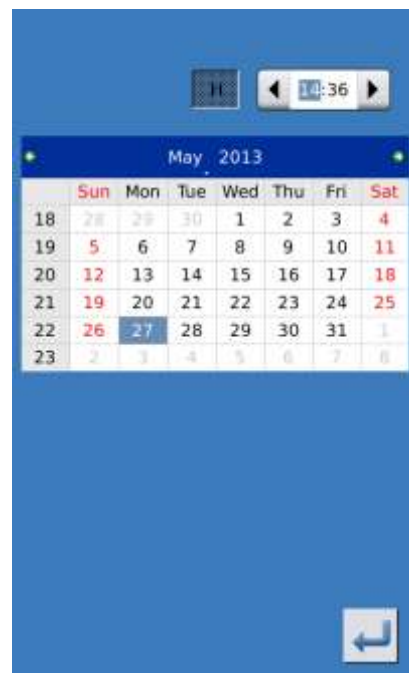 H 14:36
May, 2013
Sun Mon Tue Wed Thu Fri Sat
18 28 29 30 1 2 3 4
19 5 6 7 8 9 10 11
20 12 13 14 15 16 17 18
21 19 20 21 22 23 24 25
22 26 27 28 29 30 31 1
23 2 3 4 5 6 7 8